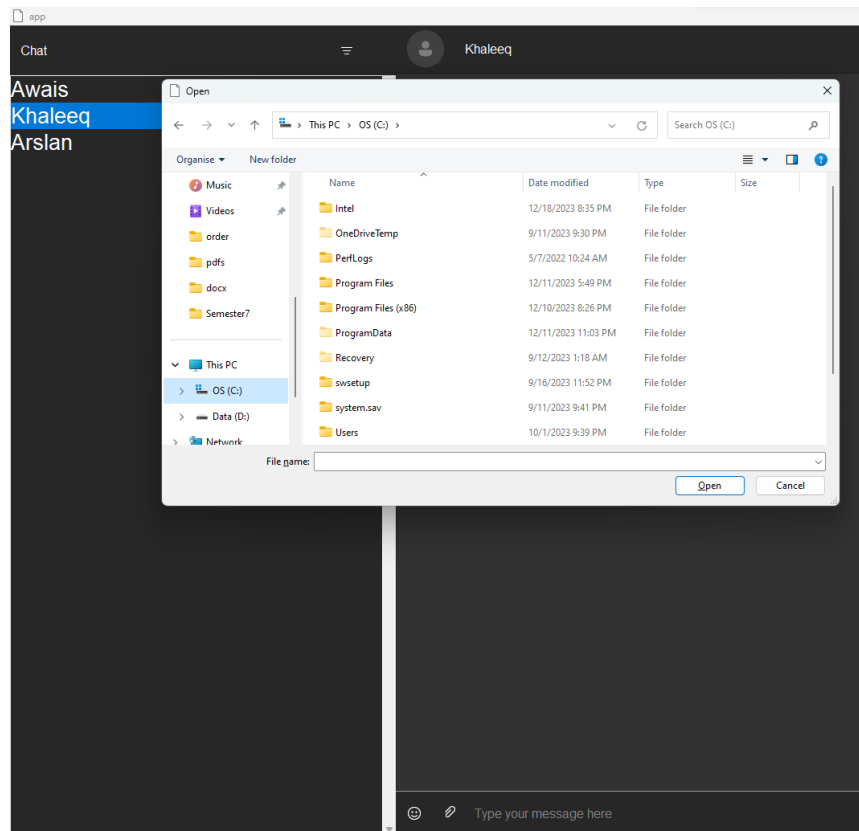 app
Chat
Khaleeq
Awais
Khaleeq
Arslan
Open
This PC > OS (C:) >
Search OS (C:)
Organise New folder
Music
Videos
order
pdfs
docx
Semester7
This PC
OS (C:)
Data (D:)
Network
Name Date modified Type Size
Intel 12/18/2023 8:35 PM File folder
OneDriveTemp 9/11/2023 9:30 PM File folder
PerfLogs 5/7/2022 10:24 AM File folder
Program Files 12/11/2023 5:49 PM File folder
Program Files (x86) 12/10/2023 8:26 PM File folder
ProgramData 12/11/2023 11:03 PM File folder
Recovery 9/12/2023 1:18 AM File folder
swsetup 9/16/2023 11:52 PM File folder
system.sav 9/11/2023 9:41 PM File folder
Users 10/1/2023 9:39 PM File folder
File name:
Open Cancel
Type your message here